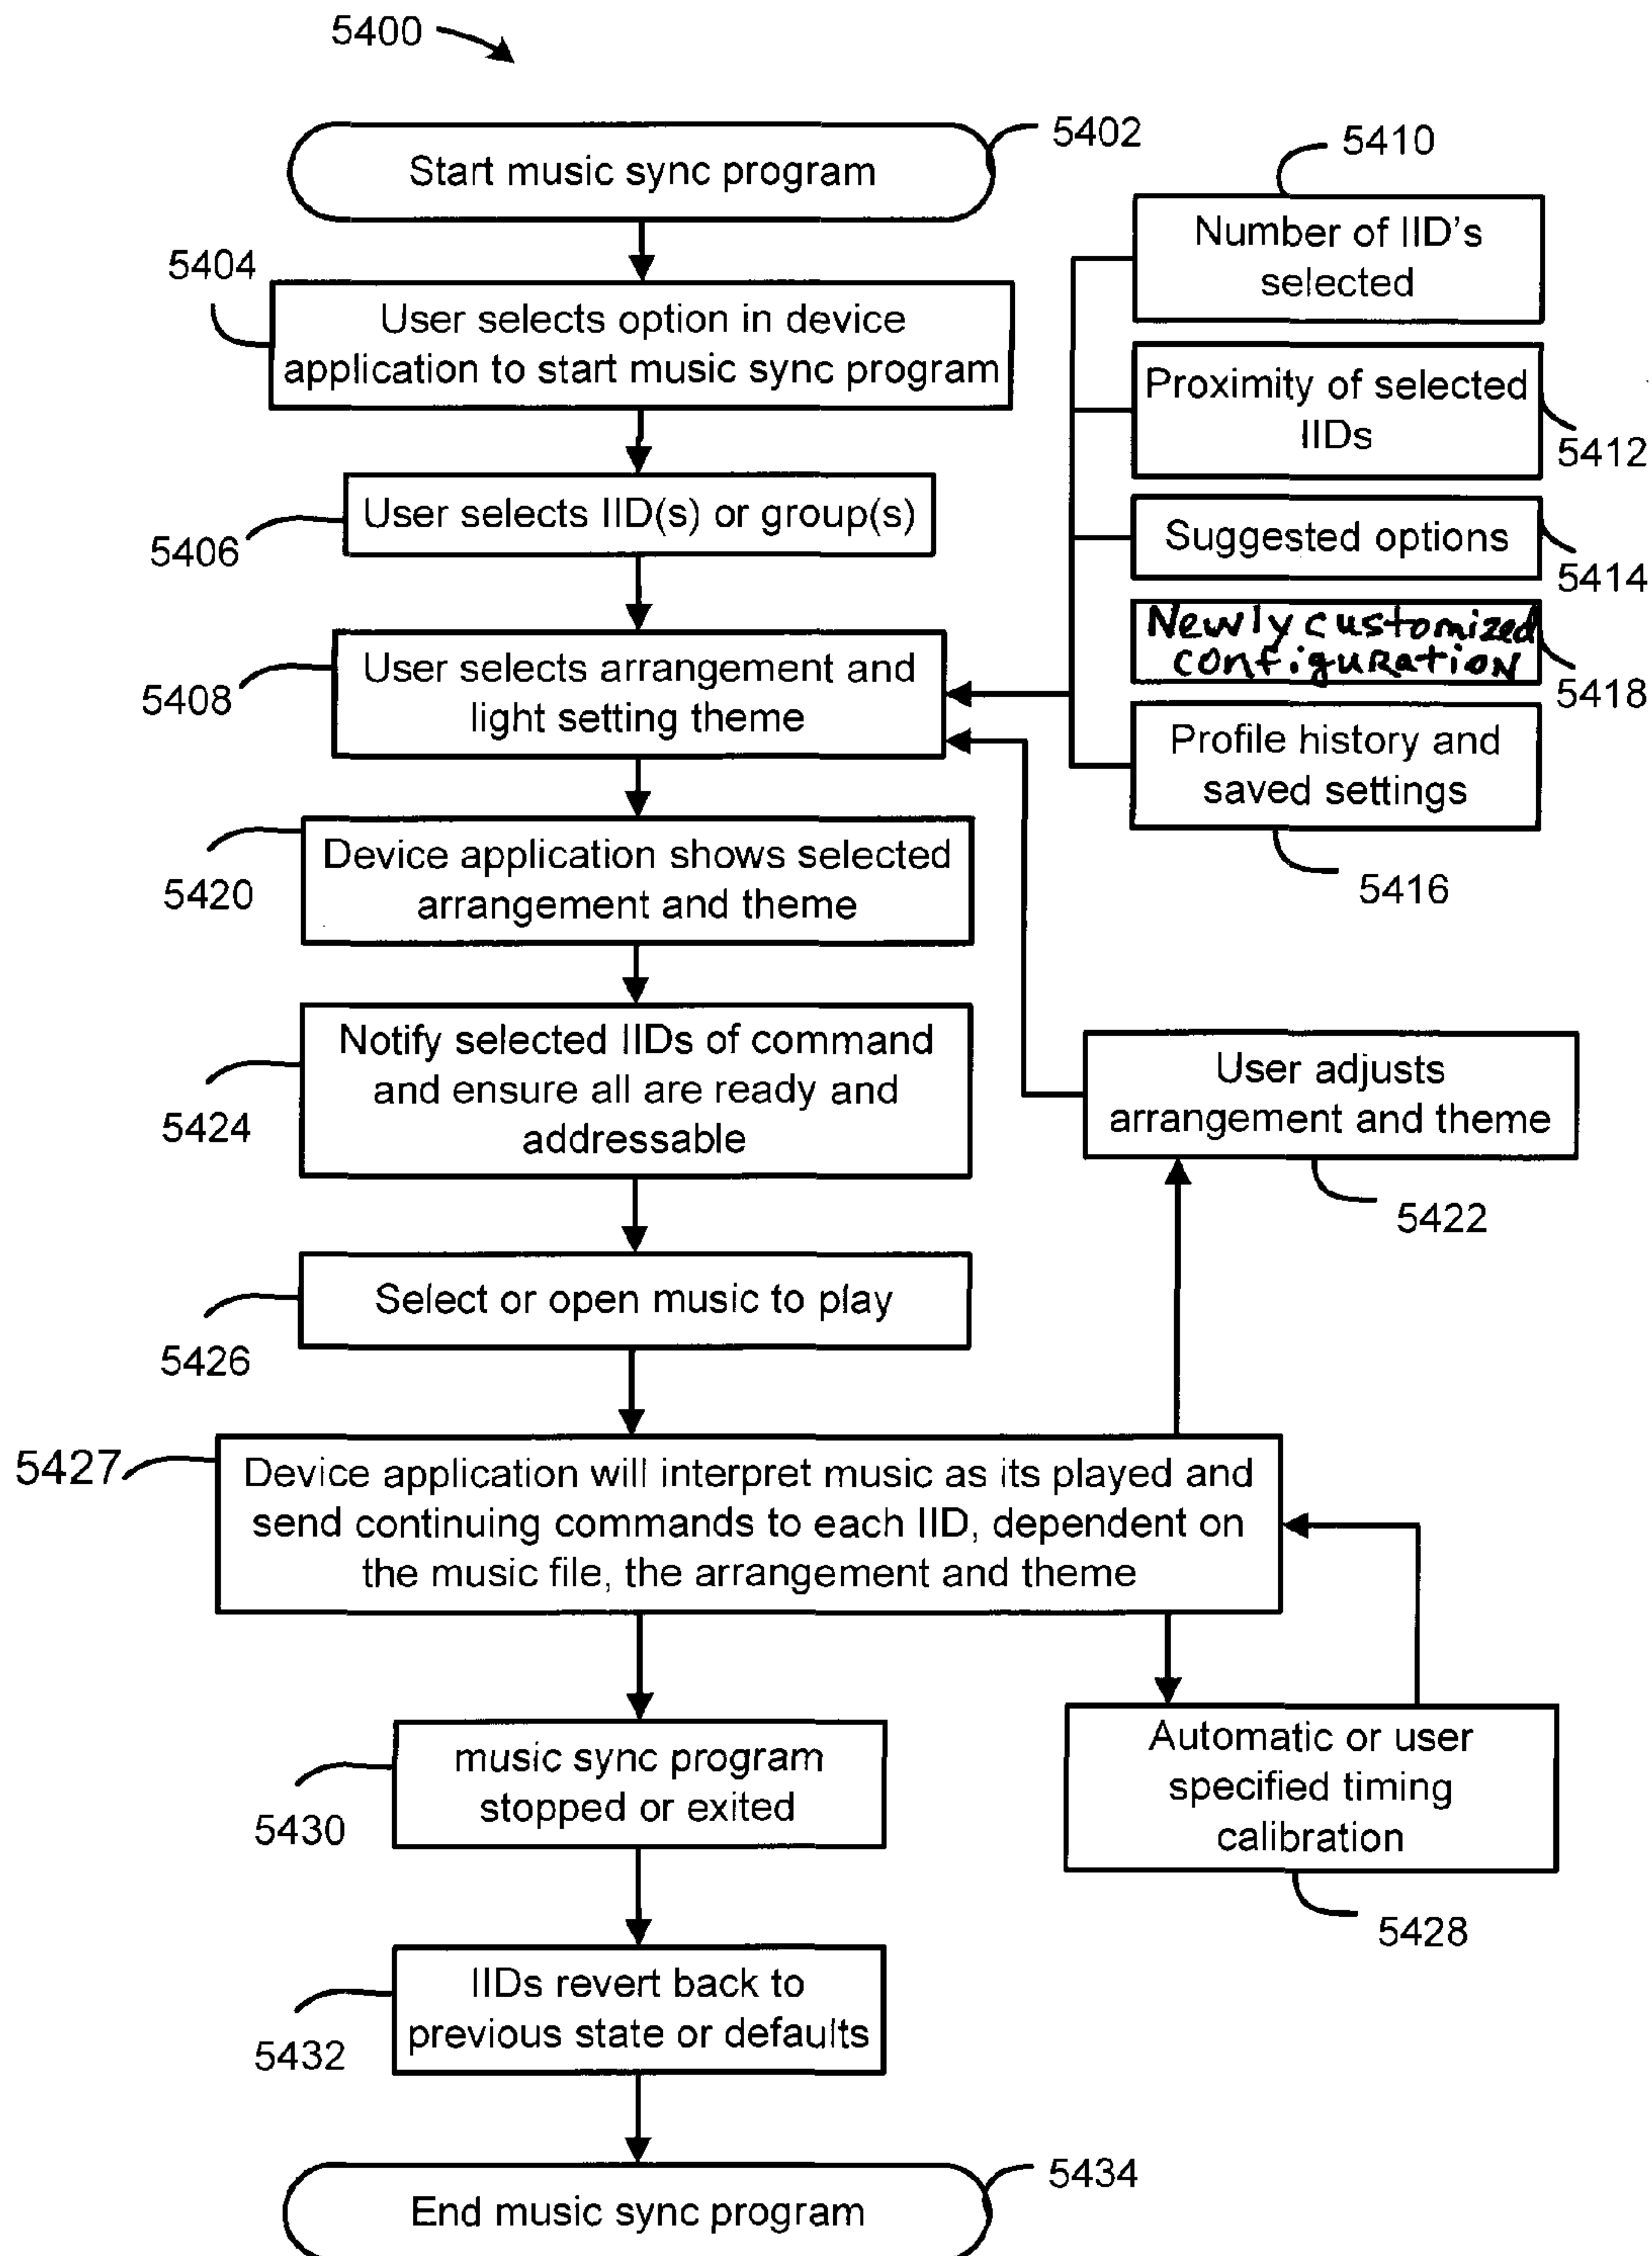 5400
Start music sync program
5402
5404
User selects option in device
application to start music sync program
5406
User selects IID(s) or group(s)
5408
User selects arrangement and
light setting theme
5410
Number of IID's
selected
Proximity of selected
IIDs
5412
Suggested options
5414
Newly customized
configuration
5418
Profile history and
saved settings
5416
5420
Device application shows selected
arrangement and theme
5424
Notify selected IIDs of command
and ensure all are ready and
addressable
User adjusts
arrangement and theme
5422
5426
Select or open music to play
5427
Device application will interpret music as its played and
send continuing commands to each IID, dependent on
the music file, the arrangement and theme
5430
music sync program
stopped or exited
Automatic or user
specified timing
calibration
5428
5432
IIDs revert back to
previous state or defaults
5434
End music sync program